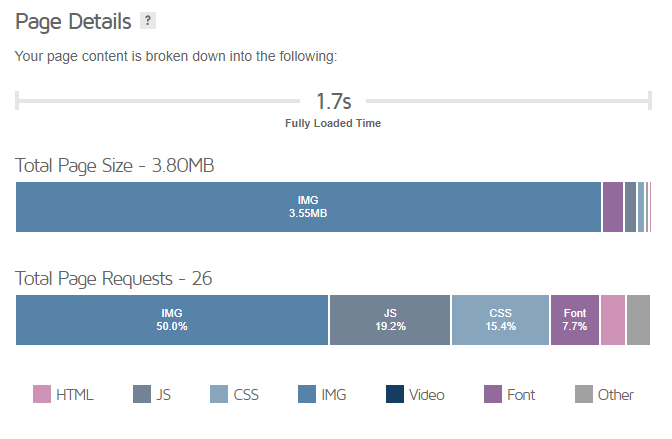 Page Details ?
Your page content is broken down into the following:
1.7s
Fully Loaded Time
Total Page Size - 3.80MB
IMG
3.55MB
Total Page Requests - 26
IMG JS CSS Font
50.0% 19.2% 15.4% 7.7%
HTML JS CSS IMG Video Font Other